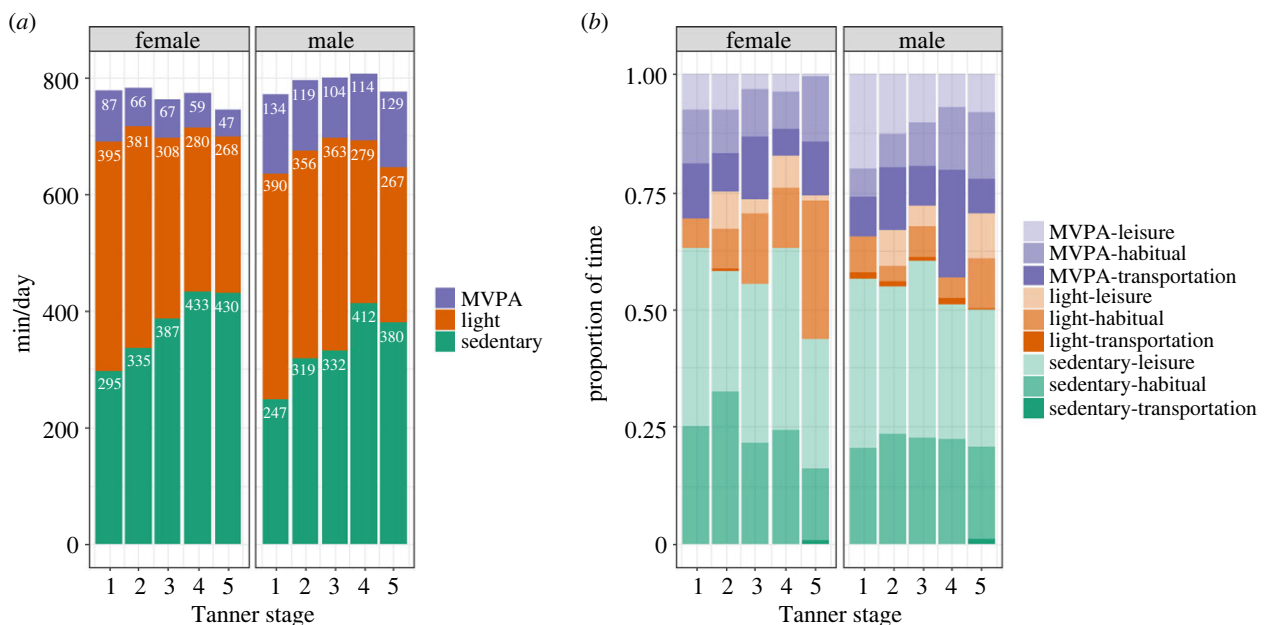 (a)
female
male
800
600
400
200
0
min/day
87
66
67
59
47
395
381
308
280
268
295
335
387
433
430
134
119
104
114
129
390
356
363
279
267
247
319
332
412
380
1 2 3 4 5
1 2 3 4 5
Tanner stage
MVPA
light
sedentary
(b)
female
male
1.00
0.75
0.50
0.25
0
proportion of time
1 2 3 4 5
1 2 3 4 5
Tanner stage
MVPA-leisure
MVPA-habitual
MVPA-transportation
light-leisure
light-habitual
light-transportation
sedentary-leisure
sedentary-habitual
sedentary-transportation